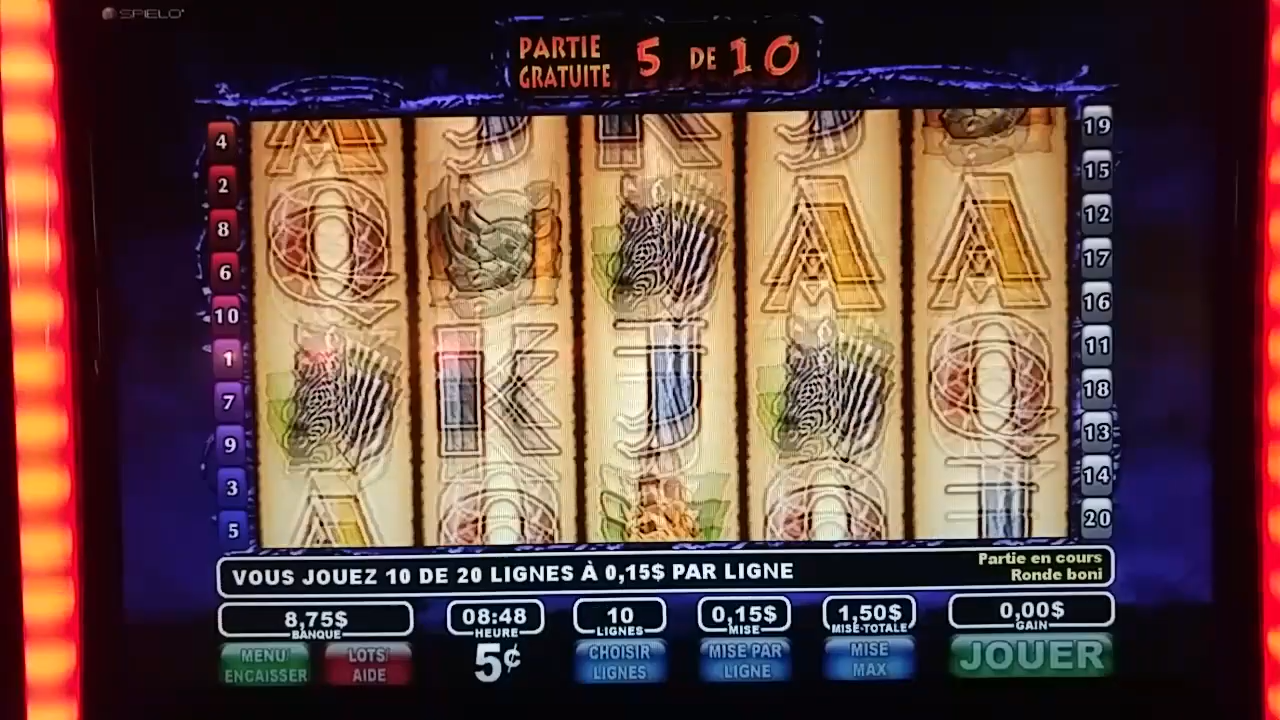 SPIELO
PARTIE
GRATUITE
5 DE 10
4
2
8
6
10
1
7
9
3
5
19
15
12
17
16
11
18
13
14
20
A J K J
Q A A
K J Q
A Q Q J
VOUS JOUEZ 10 DE 20 LIGNES À 0,15$ PAR LIGNE
Partie en cours
Ronde boni
8,75$
BANQUE
08:48
HEURE
10
LIGNES
0,15$
MISE
1,50$
MISE-TOTALE
0,00$
GAIN
MENU/
ENCAISSER
LOTS/
AIDE
5¢
CHOISIR
LIGNES
MISE PAR
LIGNE
MISE
MAX
JOUER